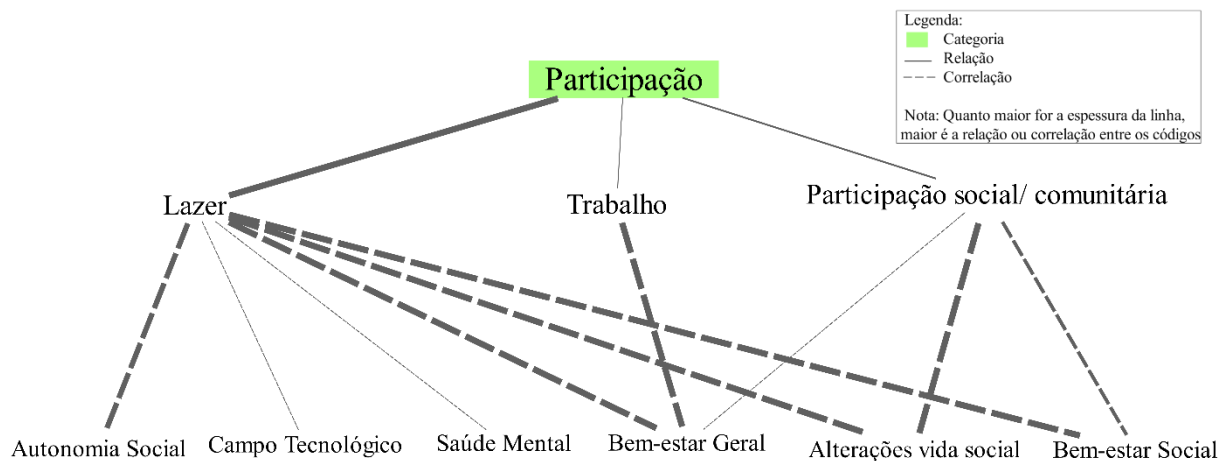 Legenda:
Categoria
Relação
Correlação
Nota: Quanto maior for a espessura da linha,
maior é a relação ou correlação entre os códigos
Participação
Lazer
Trabalho
Participação social/ comunitária
Autonomia Social
Campo Tecnológico
Saúde Mental
Bem-estar Geral
Alterações vida social
Bem-estar Social